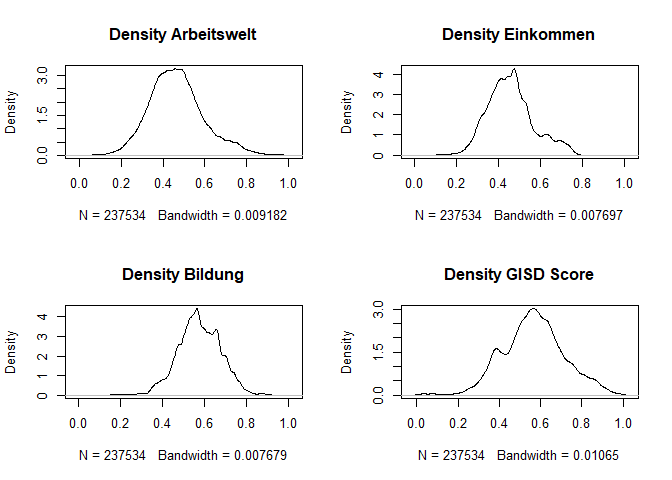 Density Arbeitswelt
Density
0.0 1.5 3.0
0.0 0.2 0.4 0.6 0.8 1.0
N = 237534 Bandwidth = 0.009182
Density Einkommen
Density
0 1 2 3 4
0.0 0.2 0.4 0.6 0.8 1.0
N = 237534 Bandwidth = 0.007697
Density Bildung
Density
0 1 2 3 4
0.0 0.2 0.4 0.6 0.8 1.0
N = 237534 Bandwidth = 0.007679
Density GISD Score
Density
0.0 1.5 3.0
0.0 0.2 0.4 0.6 0.8 1.0
N = 237534 Bandwidth = 0.01065